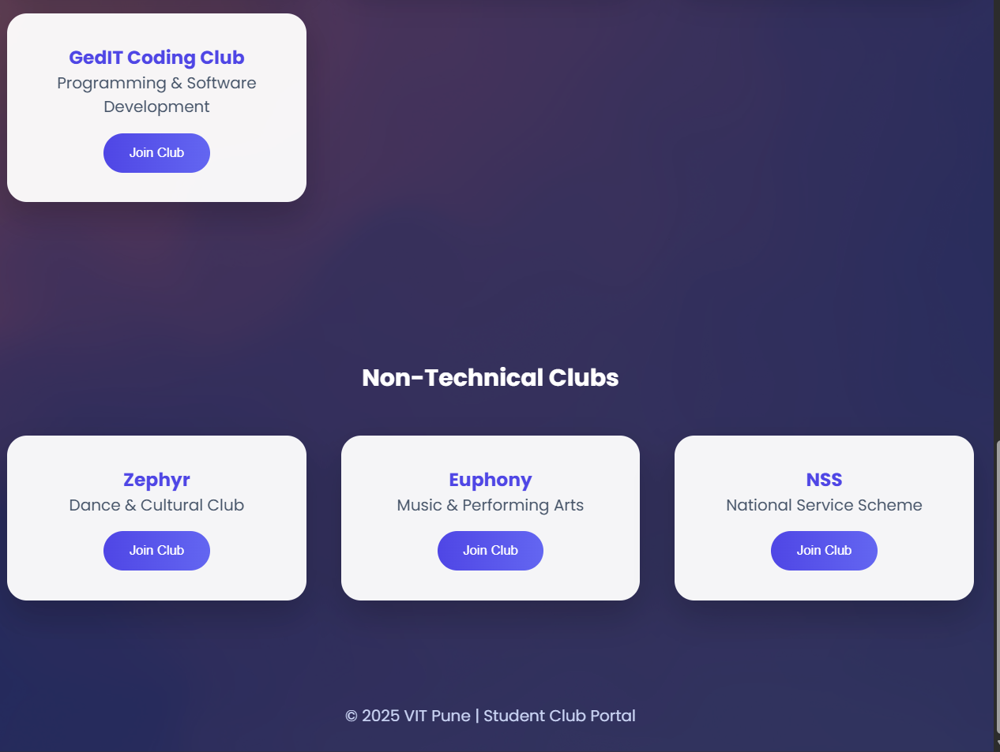 GedIT Coding Club
Programming & Software
Development
Join Club
Non-Technical Clubs
Zephyr
Dance & Cultural Club
Join Club
Euphony
Music & Performing Arts
Join Club
NSS
National Service Scheme
Join Club
© 2025 VIT Pune | Student Club Portal